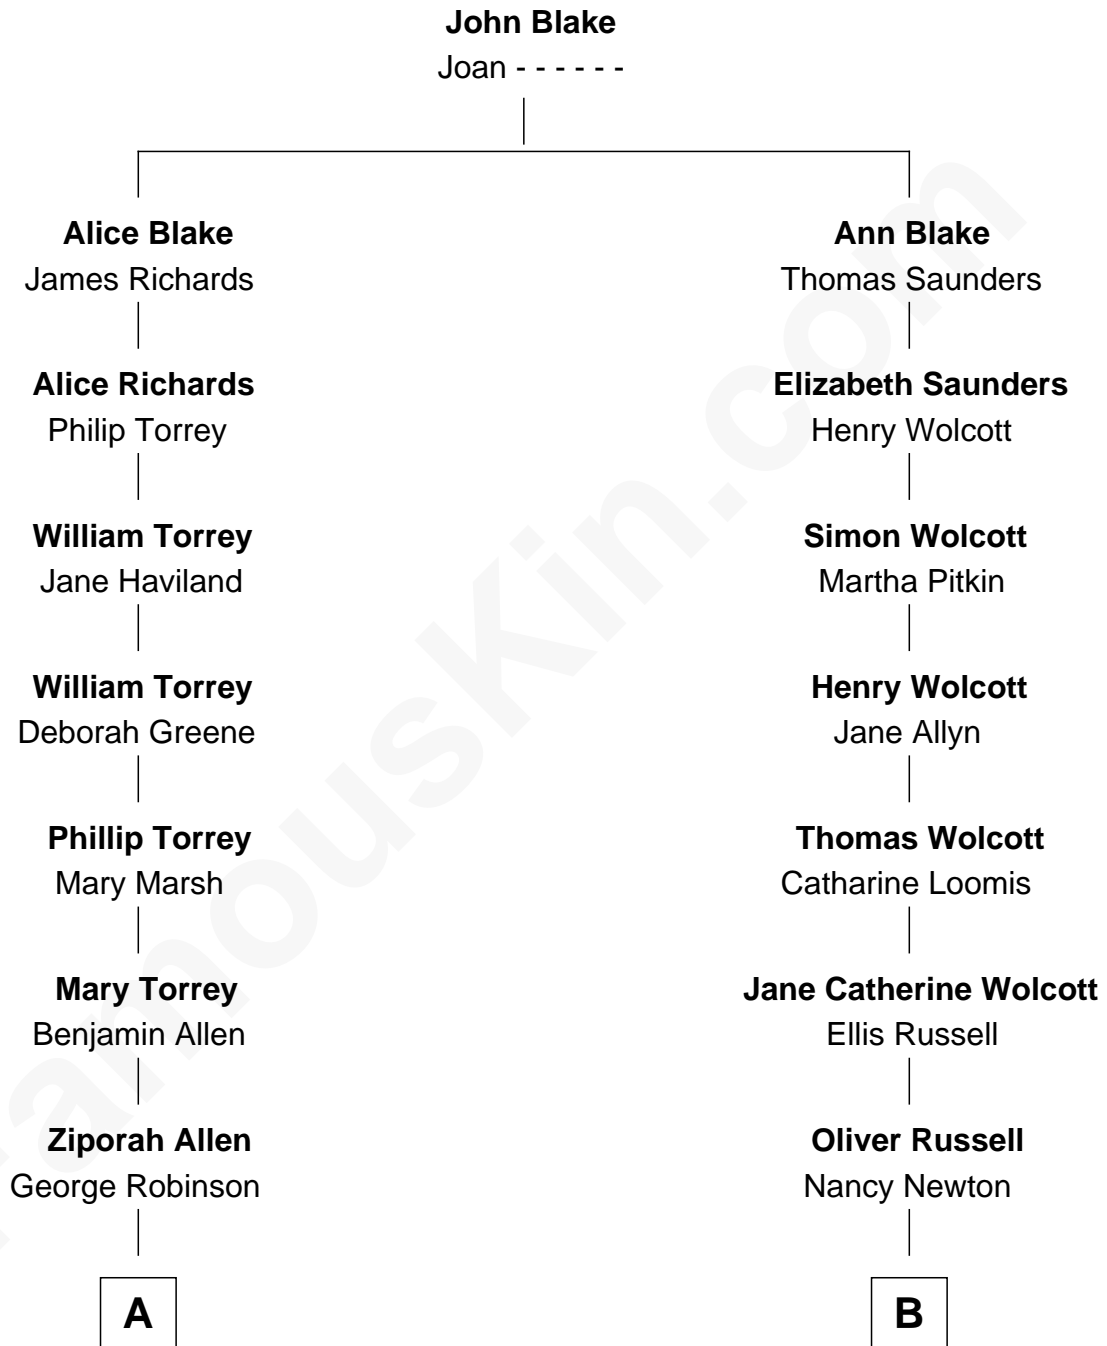 John Blake
Joan - - - - - -
Alice Blake
James Richards
Ann Blake
Thomas Saunders
Alice Richards
Philip Torrey
Elizabeth Saunders
Henry Wolcott
William Torrey
Jane Haviland
Simon Wolcott
Martha Pitkin
William Torrey
Deborah Greene
Henry Wolcott
Jane Allyn
Phillip Torrey
Mary Marsh
Thomas Wolcott
Catharine Loomis
Mary Torrey
Benjamin Allen
Jane Catherine Wolcott
Ellis Russell
Ziporah Allen
George Robinson
Oliver Russell
Nancy Newton
A
B
FamousKin.com